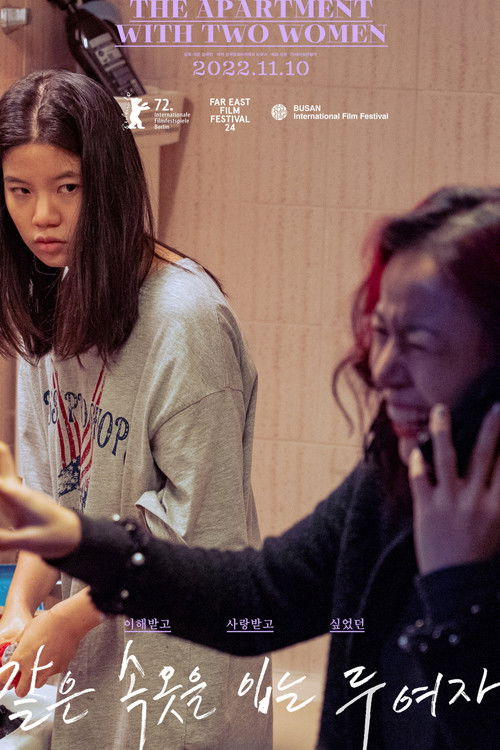 THE APARTMENT
WITH TWO WOMEN
2022.11.10
72.
Internationale
Filmfestspiele
Berlin
FAR EAST
FILM
FESTIVAL
24
BUSAN
International Film Festival
이해받고 사랑받고 싶었던
같은 속옷을 입는 두 여자